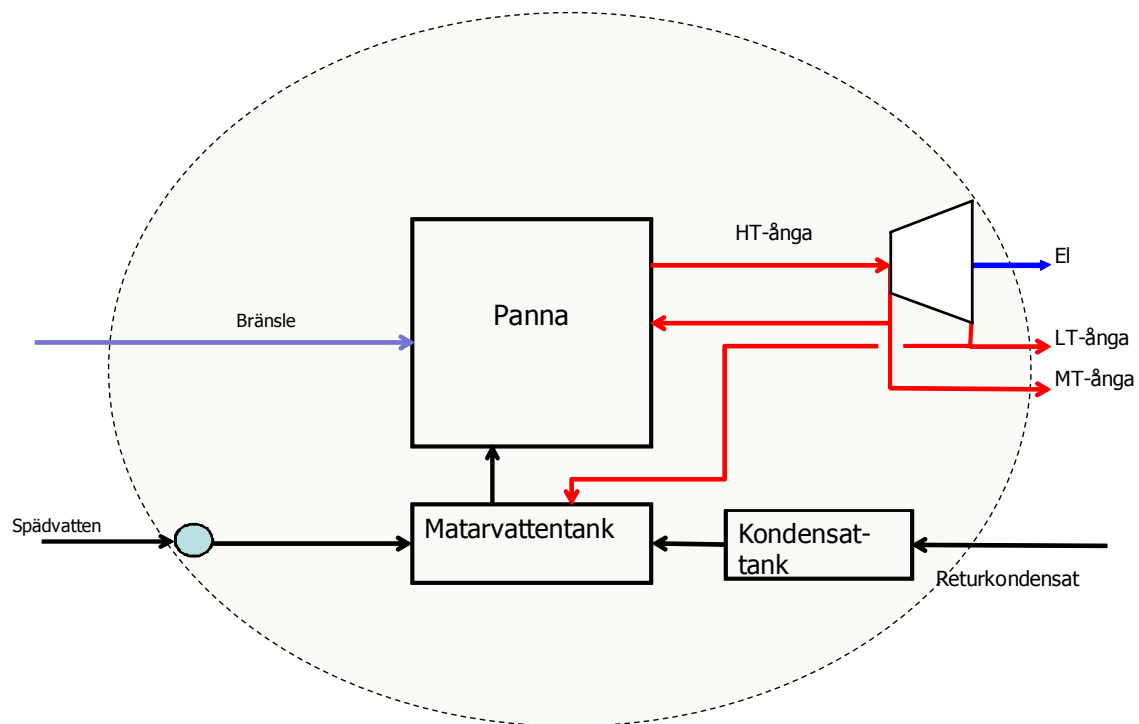 HT-ånga
El
Panna
Bränsle
LT-ånga
MT-ånga
Spädvatten
Matarvattentank
Kondensat-
tank
Returkondensat